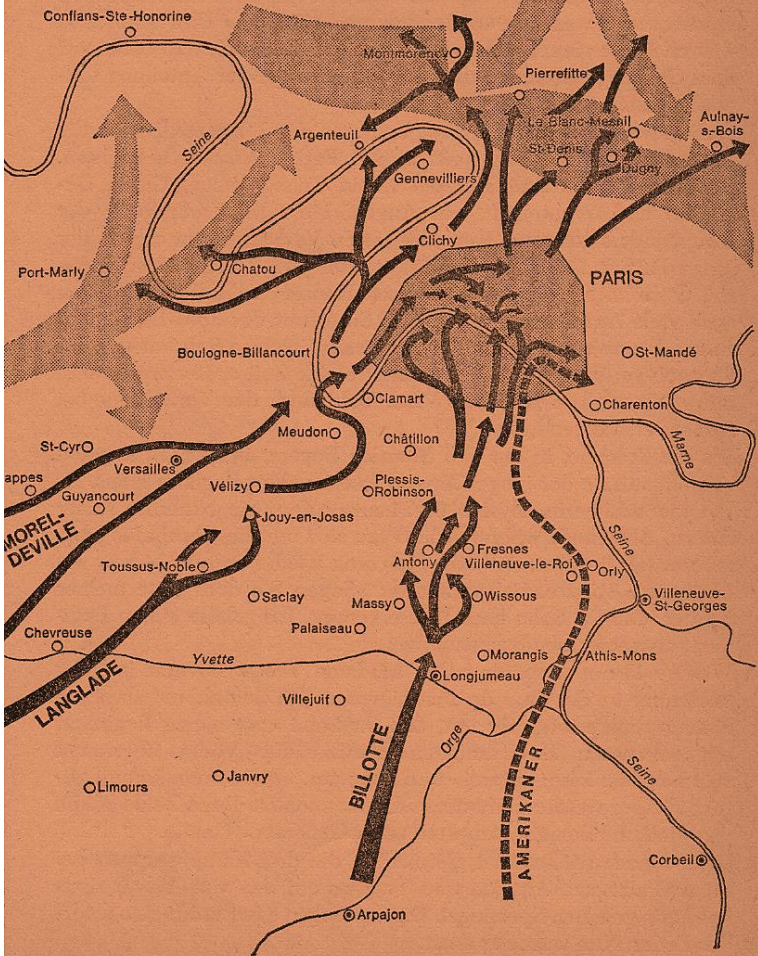 Conflans-Ste-Honorine
Montmorency
Pierrefitte
Aulnay-
s-Bois
Le Blanc-Mesnil
Argenteuil
Seine
St-Denis
Dugny
Gennevilliers
Clichy
Port-Marly
Chatou
PARIS
Boulogne-Billancourt
St-Mandé
Clamart
Charenton
Meudon
St-Cyr
Versailles
Châtillon
Marne
appes
Guyancourt
Vélizy
Plessis-
Robinson
Jouy-en-Josas
MOREL-
DEVILLE
Seine
Toussus-Noble
Antony
Fresnes
Villeneuve-le-Roi
Orly
Saclay
Massy
Wissous
Villeneuve-
St-Georges
Chevreuse
Palaiseau
Yvette
Morangis
Athis-Mons
Longjumeau
LANGLADE
Villejuif
Orge
BILLOTTE
AMERIKANER
Seine
Limours
Janvry
Corbeil
Arpajon